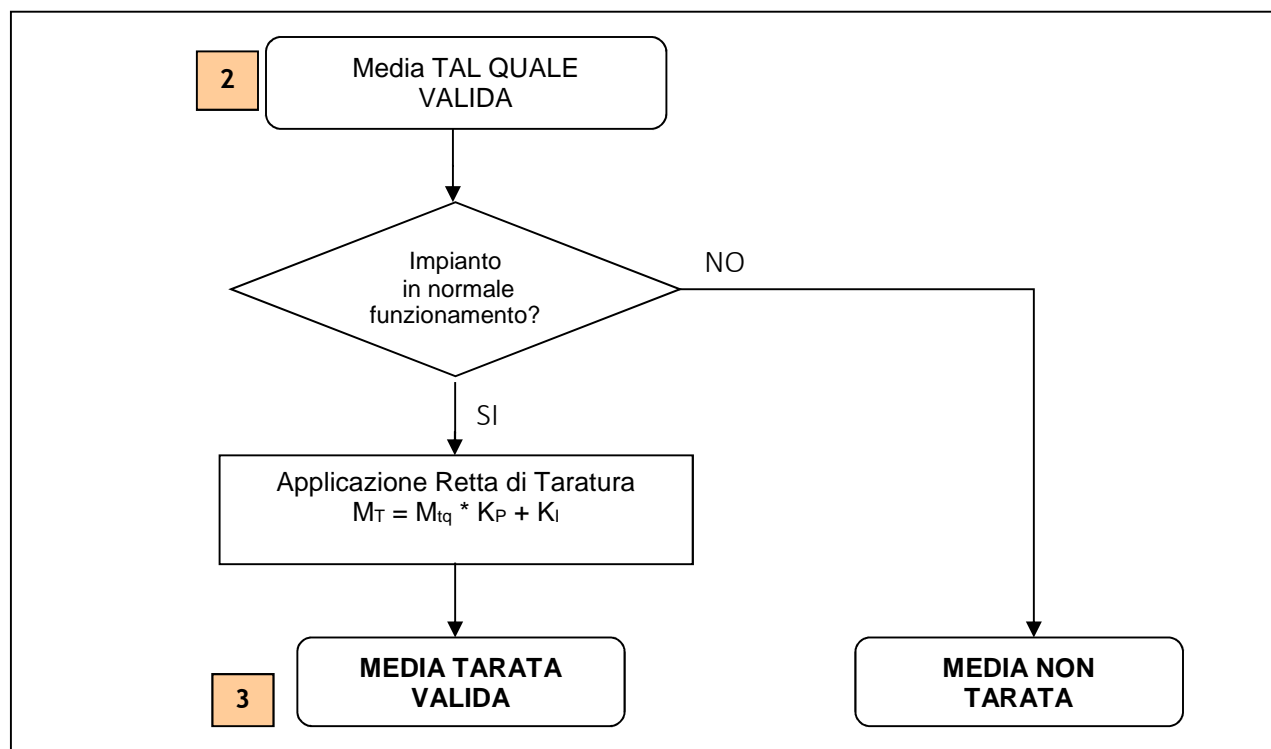 2
Media TAL QUALE
VALIDA
Impianto
in normale
funzionamento?
NO
SI
Applicazione Retta di Taratura
MT = Mtq * KP + KI
MEDIA TARATA
VALIDA
3
MEDIA NON
TARATA